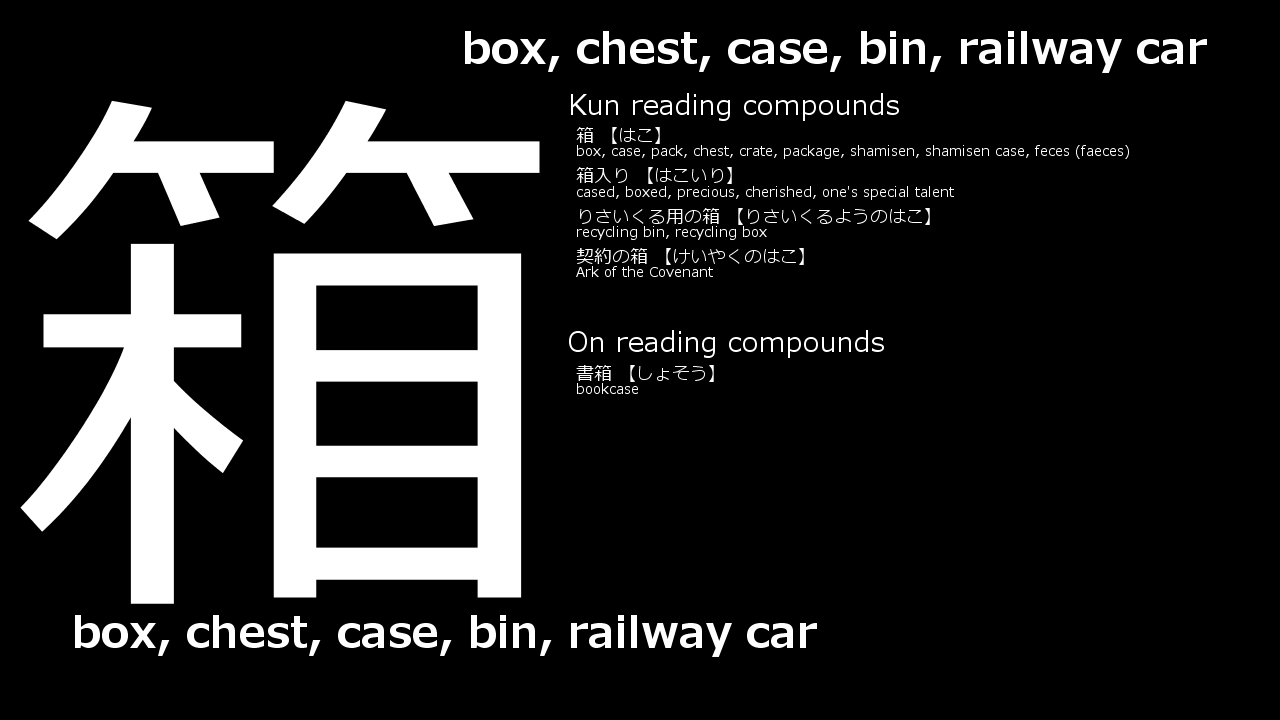 box, chest, case, bin, railway car
箱
Kun reading compounds
箱 【はこ】
box, case, pack, chest, crate, package, shamisen, shamisen case, feces (faeces)
箱入り 【はこいり】
cased, boxed, precious, cherished, one's special talent
りさいくる用の箱 【りさいくるようのはこ】
recycling bin, recycling box
契約の箱 【けいやくのはこ】
Ark of the Covenant
On reading compounds
書箱 【しょそう】
bookcase
box, chest, case, bin, railway car